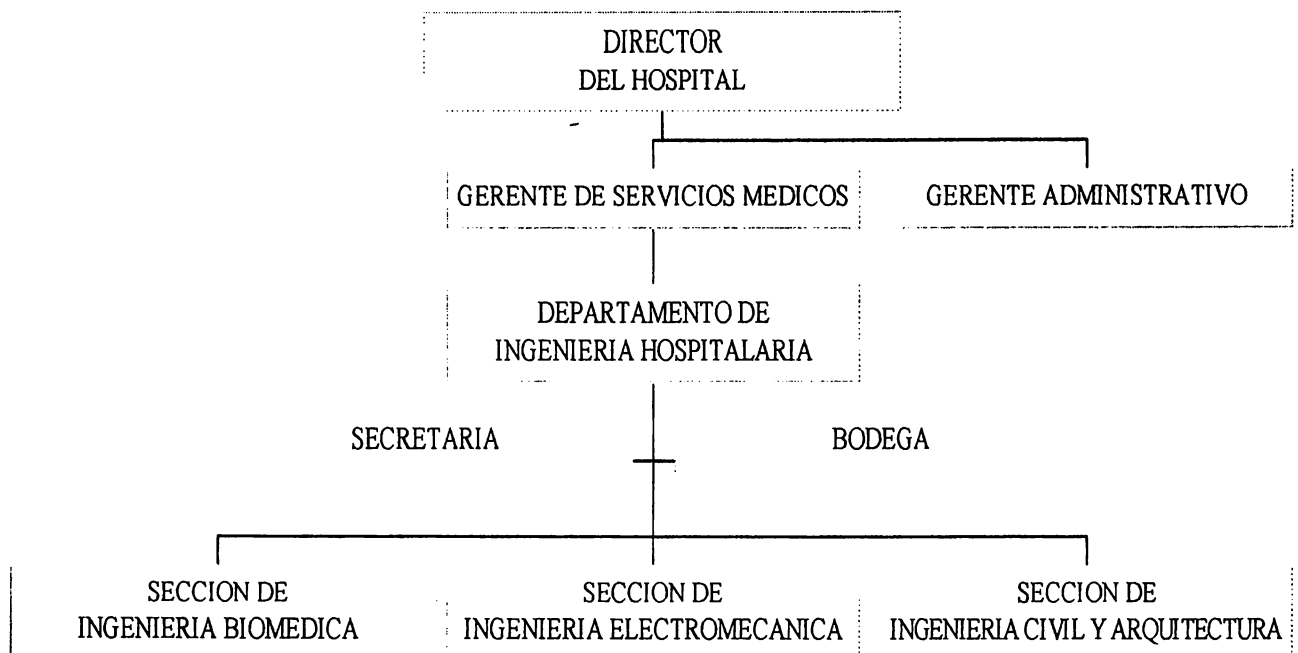 DIRECTOR
DEL HOSPITAL
GERENTE DE SERVICIOS MEDICOS
GERENTE ADMINISTRATIVO
DEPARTAMENTO DE
INGENIERIA HOSPITALARIA
SECRETARIA
BODEGA
SECCION DE
INGENIERIA BIOMEDICA
SECCION DE
INGENIERIA ELECTROMECANICA
SECCION DE
INGENIERIA CIVIL Y ARQUITECTURA